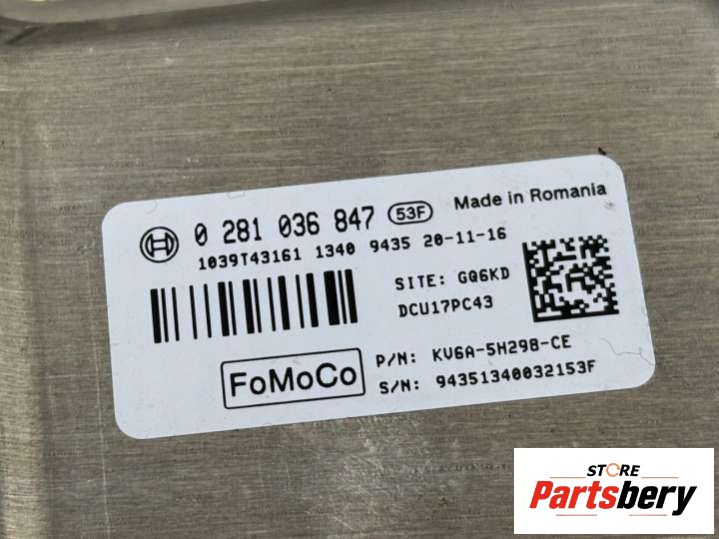 0 281 036 847 53F Made in Romania
1039T43161 1340 9435 20-11-16
SITE: GQ6KD
DCU17PC43
P/N: KV6A-5H298-CE
FoMoCo
S/N: 94351340032153F
STORE
Partsbery